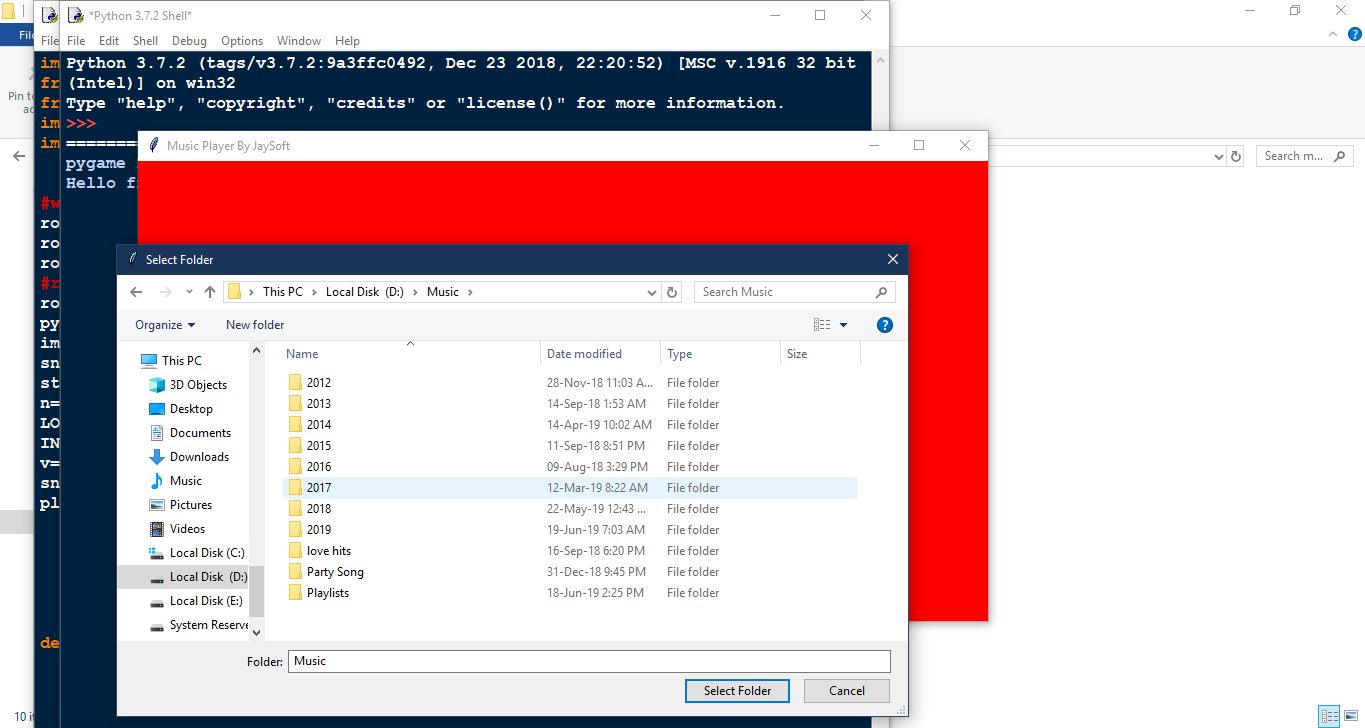 *Python 3.7.2 Shell*
File
File
File Edit Shell Debug Options Window Help
Python 3.7.2 (tags/v3.7.2:9a3ffc0492, Dec 23 2018, 22:20:52) [MSC v.1916 32 bit
(Intel)] on win32
Type "help", "copyright", "credits" or "license()" for more information.
>>>
=========
pygame
Hello f
im
fr
fr
im
im
#w
ro
ro
ro
#r
ro
py
im
sn
st
n=
LO
IN
v=
sn
pl
de
Pin to
Search m...
Music Player By JaySoft
Select Folder
This PC > Local Disk (D:) > Music >
Search Music
Organize
New folder
Name Date modified Type Size
This PC
3D Objects
Desktop
Documents
Downloads
Music
Pictures
Videos
Local Disk (C:)
Local Disk (D:)
Local Disk (E:)
System Reserve
2012 28-Nov-18 11:03 A... File folder
2013 14-Sep-18 1:53 AM File folder
2014 14-Apr-19 10:02 AM File folder
2015 11-Sep-18 8:51 PM File folder
2016 09-Aug-18 3:29 PM File folder
2017 12-Mar-19 8:22 AM File folder
2018 22-May-19 12:43 ... File folder
2019 19-Jun-19 7:03 AM File folder
love hits 16-Sep-18 6:20 PM File folder
Party Song 31-Dec-18 9:45 PM File folder
Playlists 18-Jun-19 2:25 PM File folder
Folder: Music
Select Folder Cancel
10 it